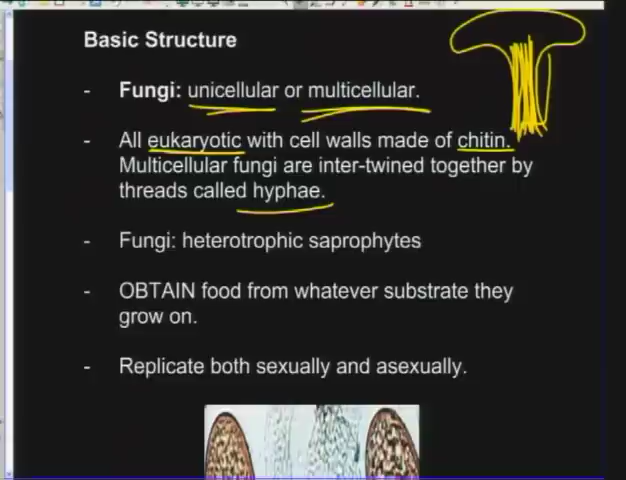 Basic Structure
- Fungi: unicellular or multicellular.
- All eukaryotic with cell walls made of chitin.
Multicellular fungi are inter-twined together by
threads called hyphae.
- Fungi: heterotrophic saprophytes
- OBTAIN food from whatever substrate they
grow on.
- Replicate both sexually and asexually.